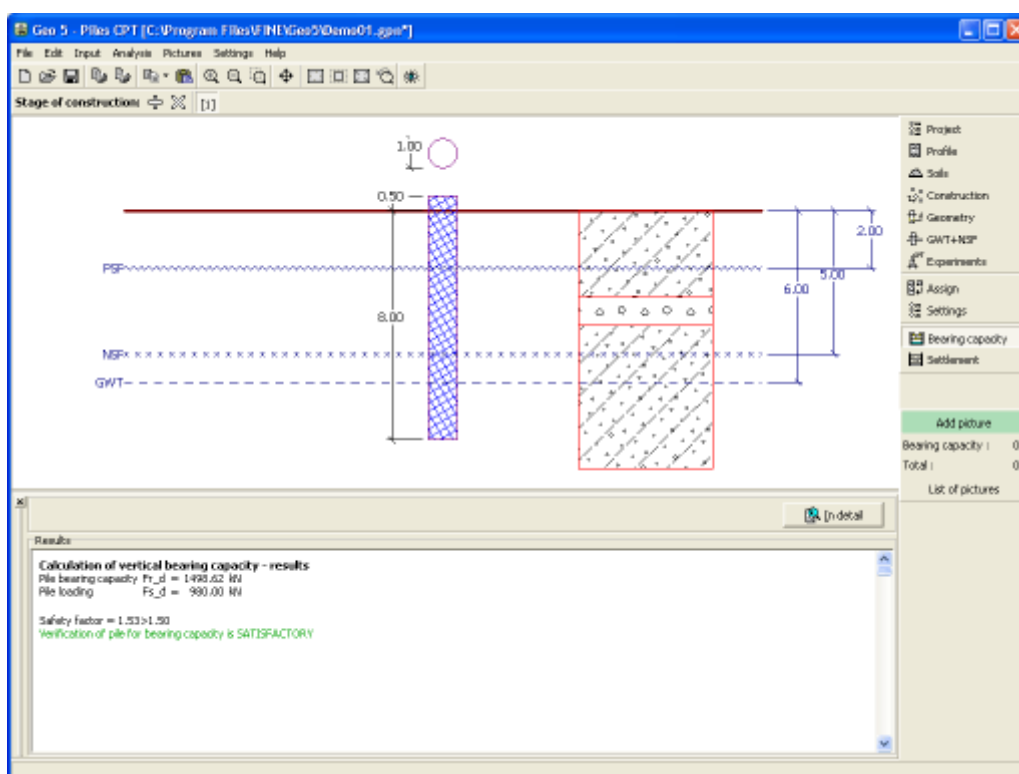 Geo 5 - Piles CPT [C:\Program Files\FINE\Geo5\Demo01.gpn*]
File Edit Input Analysis Pictures Settings Help
Stage of construction: [1]
1.00
0.50
2.00
PSF
5.00
6.00
8.00
NSF
GWT
Project
Profile
Soils
Construction
Geometry
GWT+NSF
Experiments
Assign
Settings
Bearing capacity
Settlement
Add picture
Bearing capacity : 0
Total : 0
List of pictures
In detail
Results
Calculation of vertical bearing capacity - results
Pile bearing capacity Fr_d = 1498.62 kN
Pile loading Fs_d = 980.00 kN
Safety factor = 1.53>1.50
Verification of pile for bearing capacity is SATISFACTORY